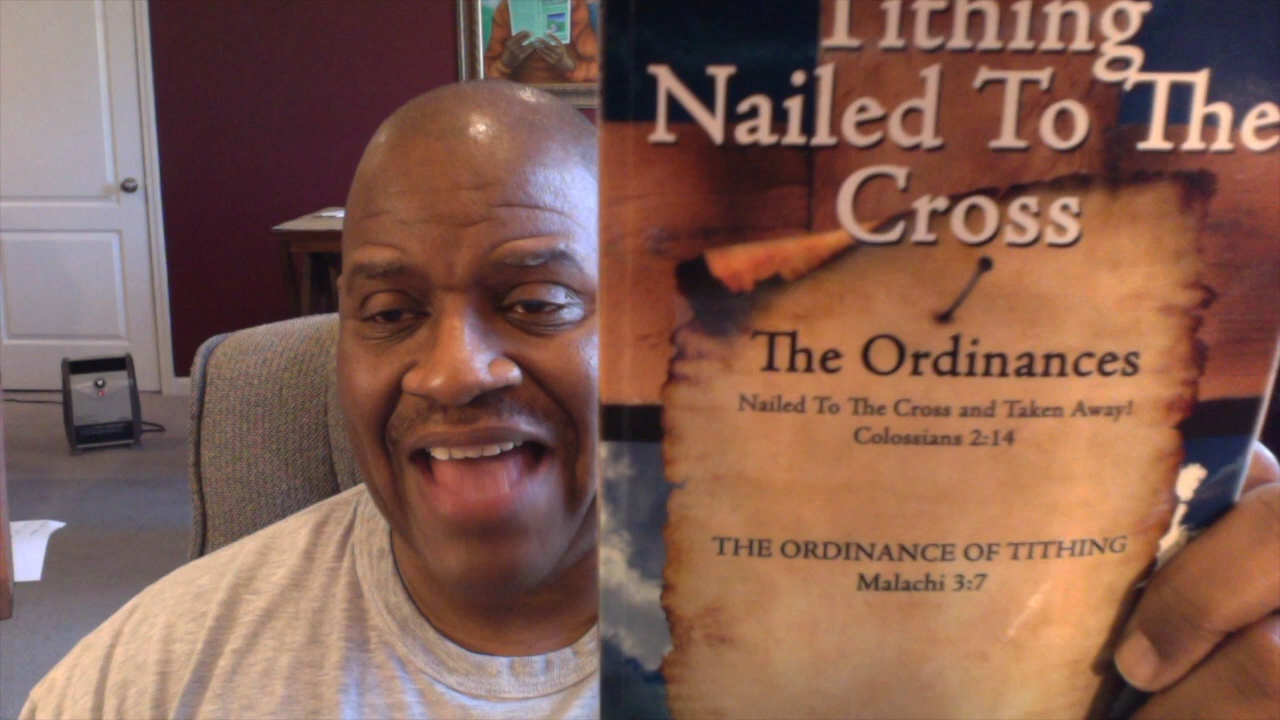 Tithing
Nailed To The
Cross
The Ordinances
Nailed To The Cross and Taken Away!
Colossians 2:14
THE ORDINANCE OF TITHING
Malachi 3:7